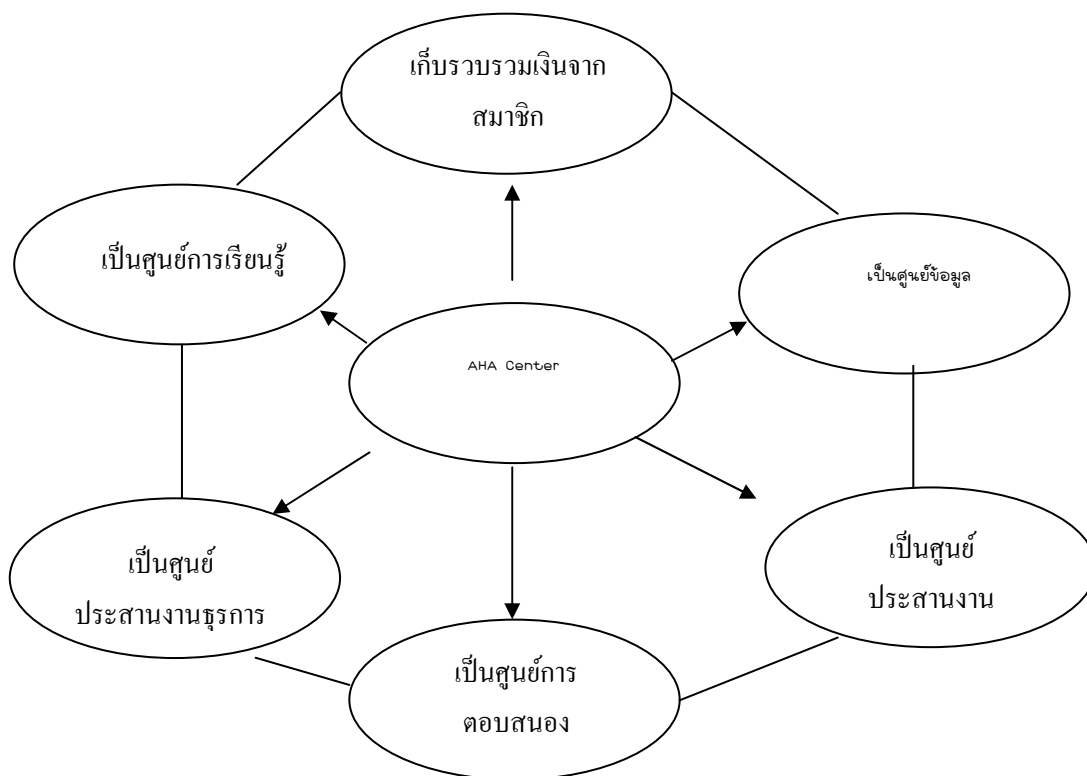 เก็บรวบรวมเงินจาก
สมาชิก
เป็นศูนย์การเรียนรู้
เป็นศูนย์ข้อมูล
AHA Center
เป็นศูนย์
ประสานงานธุรการ
เป็นศูนย์
ประสานงาน
เป็นศูนย์การ
ตอบสนอง